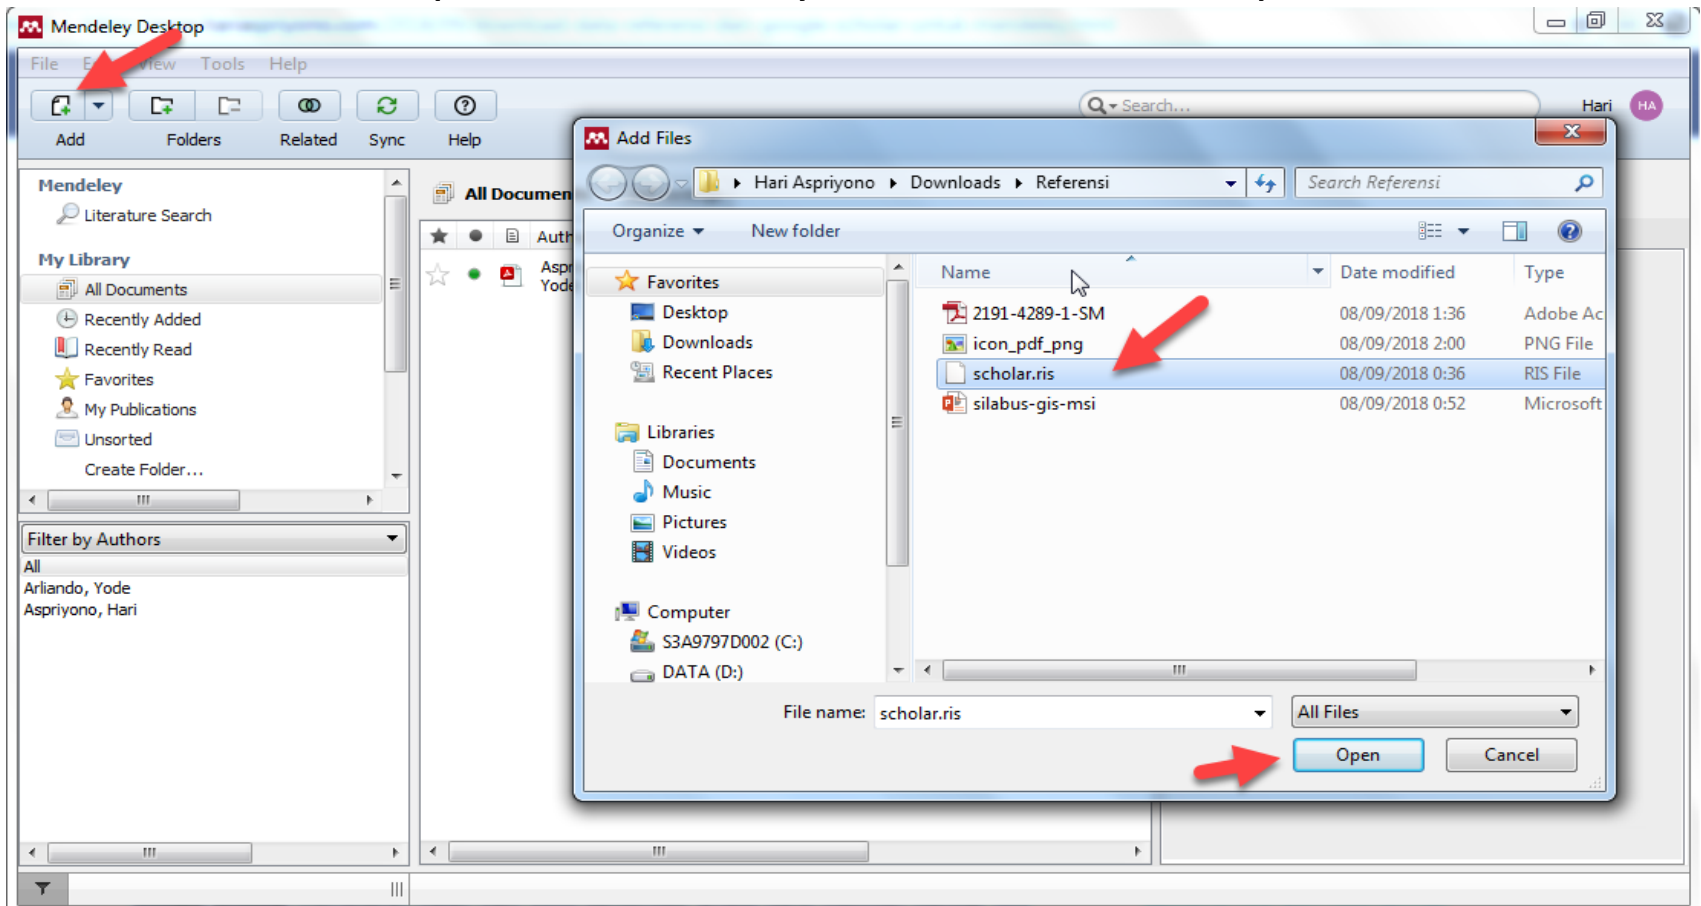 Mendeley Desktop
File View Tools Help
Search...
Hari HA
Add Folders Related Sync Help
Mendeley
Literature Search
My Library
All Documents
Recently Added
Recently Read
Favorites
My Publications
Unsorted
Create Folder...
Filter by Authors
All
Arliando, Yode
Aspriyono, Hari
All Documen
Auth
Aspr
Yode
Add Files
Hari Aspriyono Downloads Referensi
Search Referensi
Organize New folder
Favorites
Desktop
Downloads
Recent Places
Libraries
Documents
Music
Pictures
Videos
Computer
S3A9797D002 (C:)
DATA (D:)
Name Date modified Type
2191-4289-1-SM 08/09/2018 1:36 Adobe Ac
icon_pdf_png 08/09/2018 2:00 PNG File
scholar.ris 08/09/2018 0:36 RIS File
silabus-gis-msi 08/09/2018 0:52 Microsoft
File name: scholar.ris All Files
Open Cancel